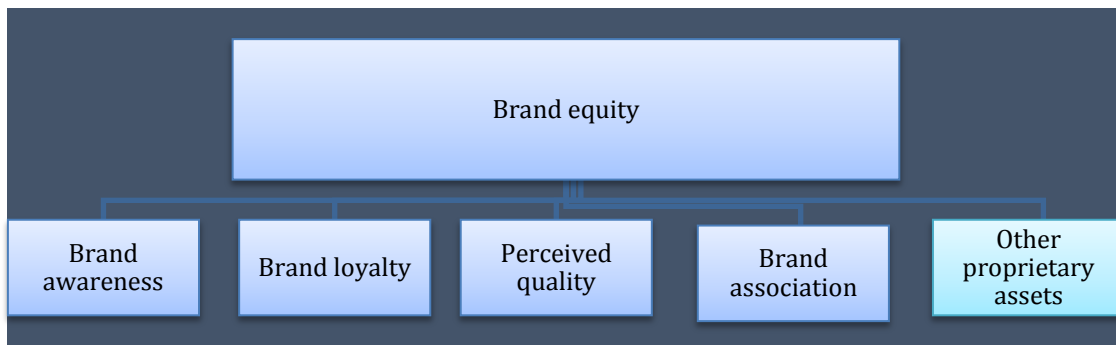 Brand equity
Brand
awareness
Brand loyalty
Perceived
quality
Brand
association
Other
proprietary
assets